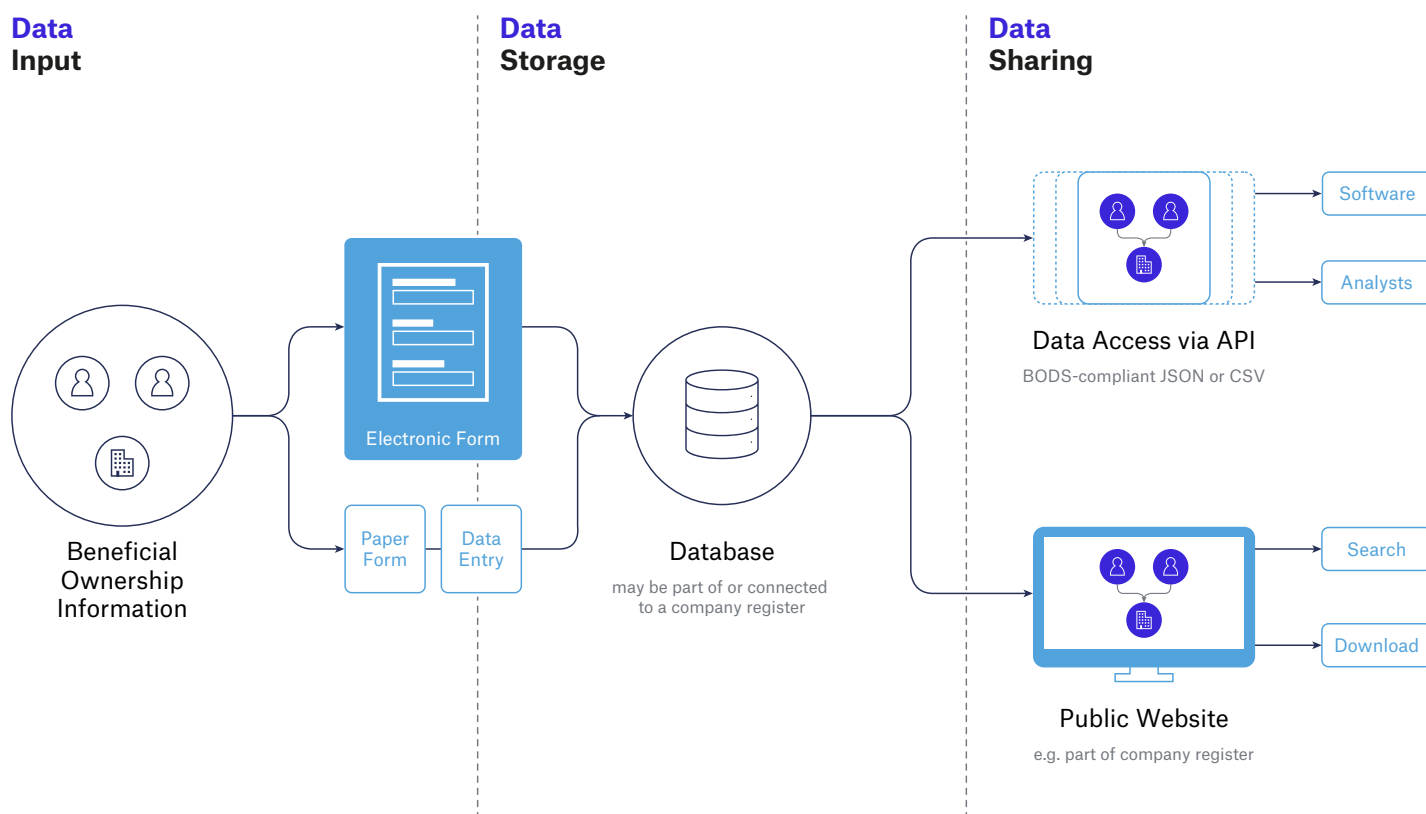 Data
Input
Data
Storage
Data
Sharing
Beneficial
Ownership
Information
Electronic Form
Paper
Form
Data
Entry
Database
may be part of or connected
to a company register
Data Access via API
BODS-compliant JSON or CSV
Software
Analysts
Public Website
e.g. part of company register
Search
Download